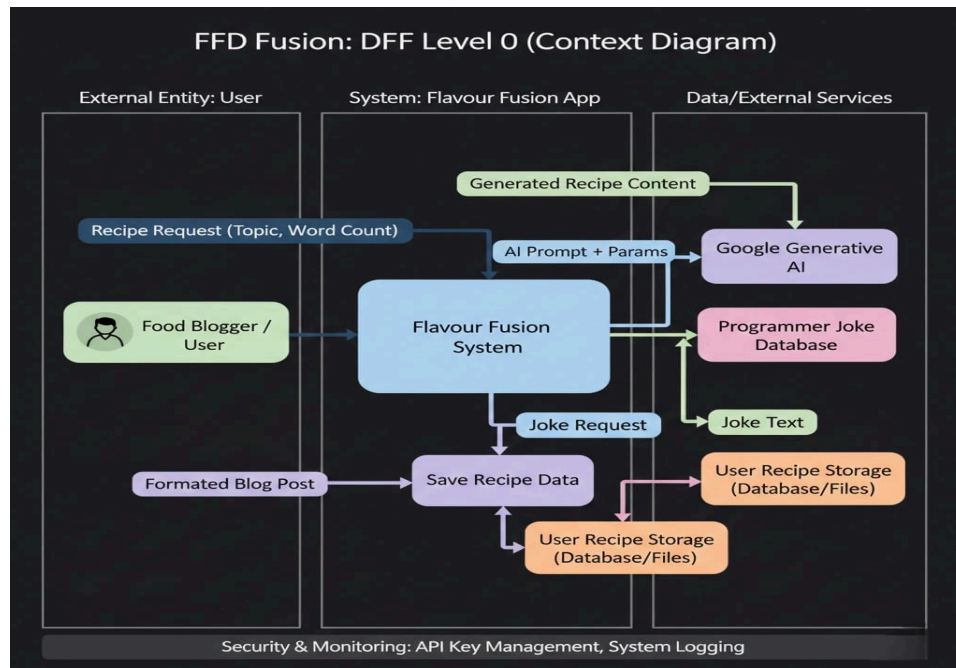 FFD Fusion: DFF Level 0 (Context Diagram)
External Entity: User
System: Flavour Fusion App
Data/External Services
Generated Recipe Content
Recipe Request (Topic, Word Count)
AI Prompt + Params
Google Generative
AI
Food Blogger /
User
Flavour Fusion
System
Programmer Joke
Database
Joke Request
Joke Text
Formated Blog Post
Save Recipe Data
User Recipe Storage
(Database/Files)
User Recipe Storage
(Database/Files)
Security & Monitoring: API Key Management, System Logging